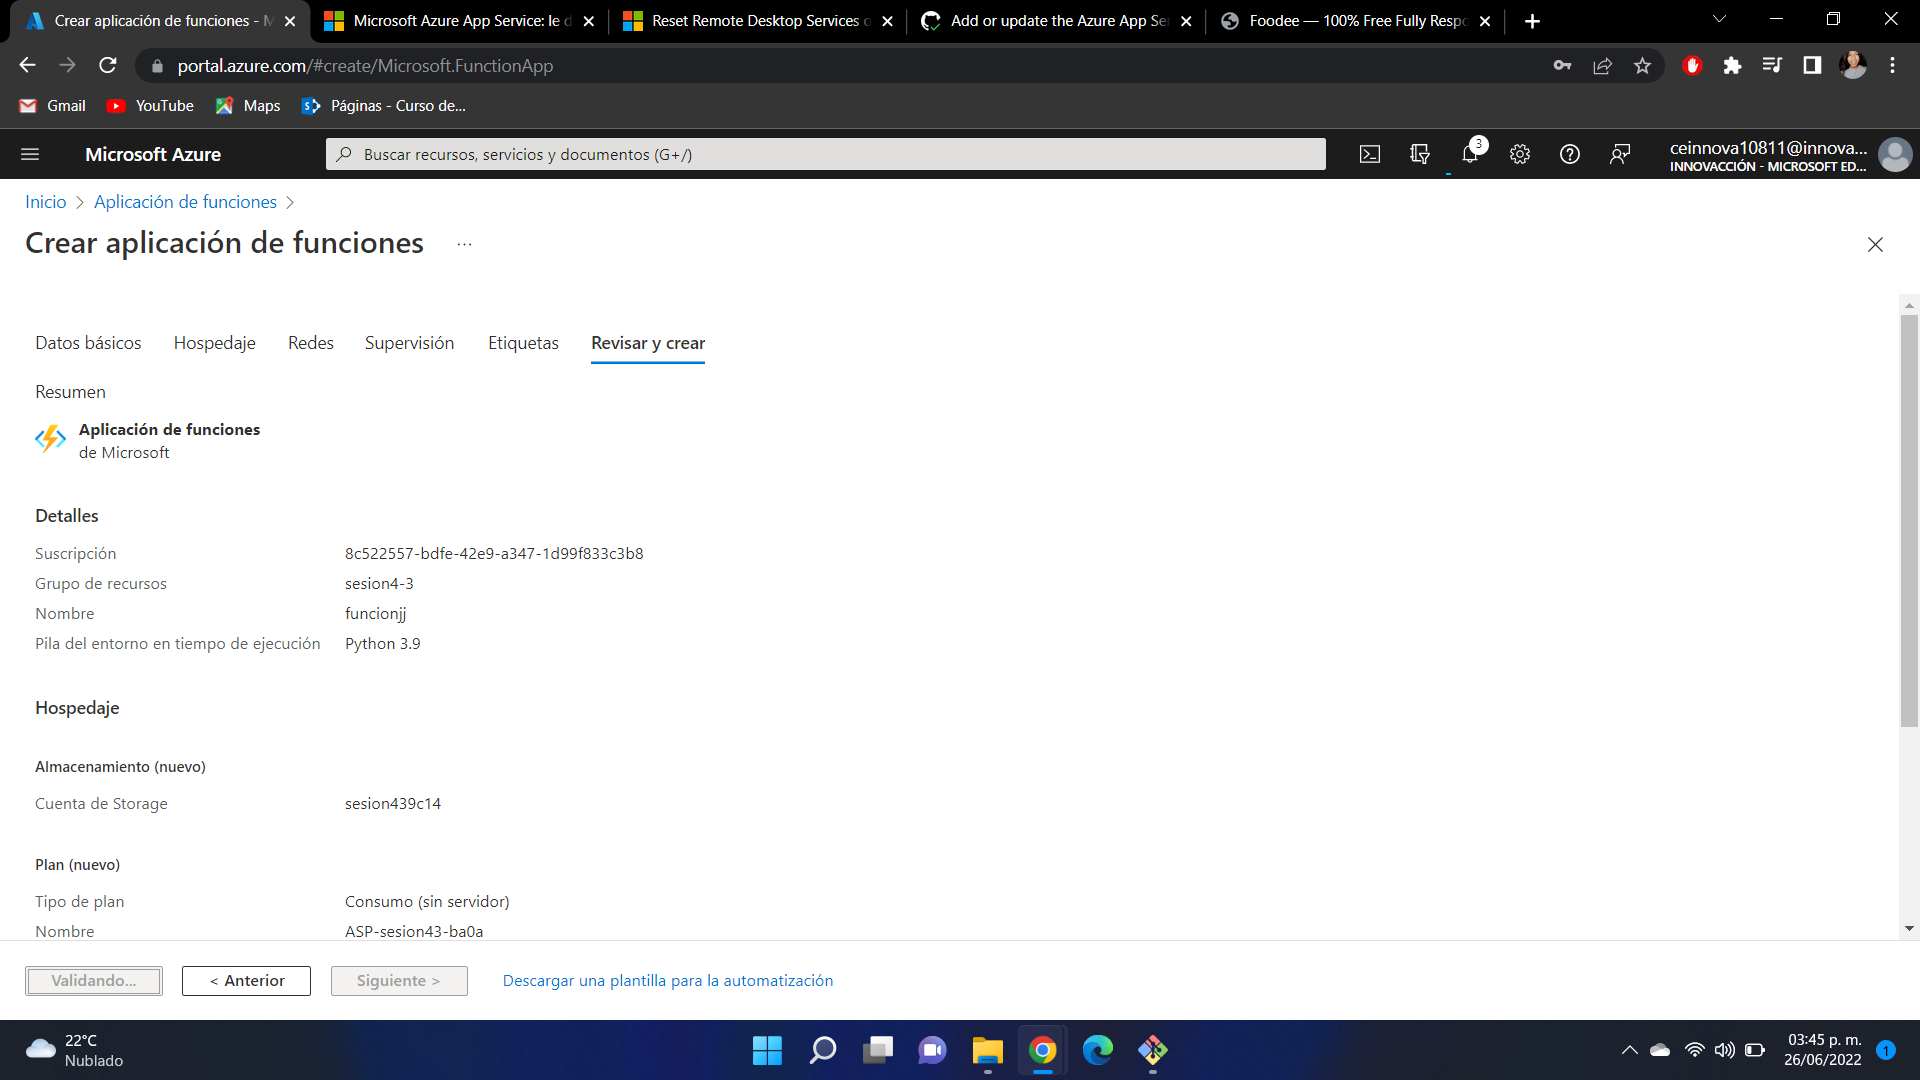 Crear aplicación de funciones - M
Microsoft Azure App Service: le d
Reset Remote Desktop Services o
Add or update the Azure App Se
Foodee — 100% Free Fully Respo
portal.azure.com/#create/Microsoft.FunctionApp
Gmail
YouTube
Maps
Páginas - Curso de...
Microsoft Azure
Buscar recursos, servicios y documentos (G+/)
3
ceinnova10811@innova...
INNOVACCIÓN - MICROSOFT ED...
Inicio > Aplicación de funciones >
Crear aplicación de funciones ...
Datos básicos
Hospedaje
Redes
Supervisión
Etiquetas
Revisar y crear
Resumen
Aplicación de funciones
de Microsoft
Detalles
Suscripción 8c522557-bdfe-42e9-a347-1d99f833c3b8
Grupo de recursos sesion4-3
Nombre funcionjj
Pila del entorno en tiempo de ejecución Python 3.9
Hospedaje
Almacenamiento (nuevo)
Cuenta de Storage sesion439c14
Plan (nuevo)
Tipo de plan Consumo (sin servidor)
Nombre ASP-sesion43-ba0a
Validando...
< Anterior
Siguiente >
Descargar una plantilla para la automatización
22°C
Nublado
03:45 p. m.
26/06/2022
1